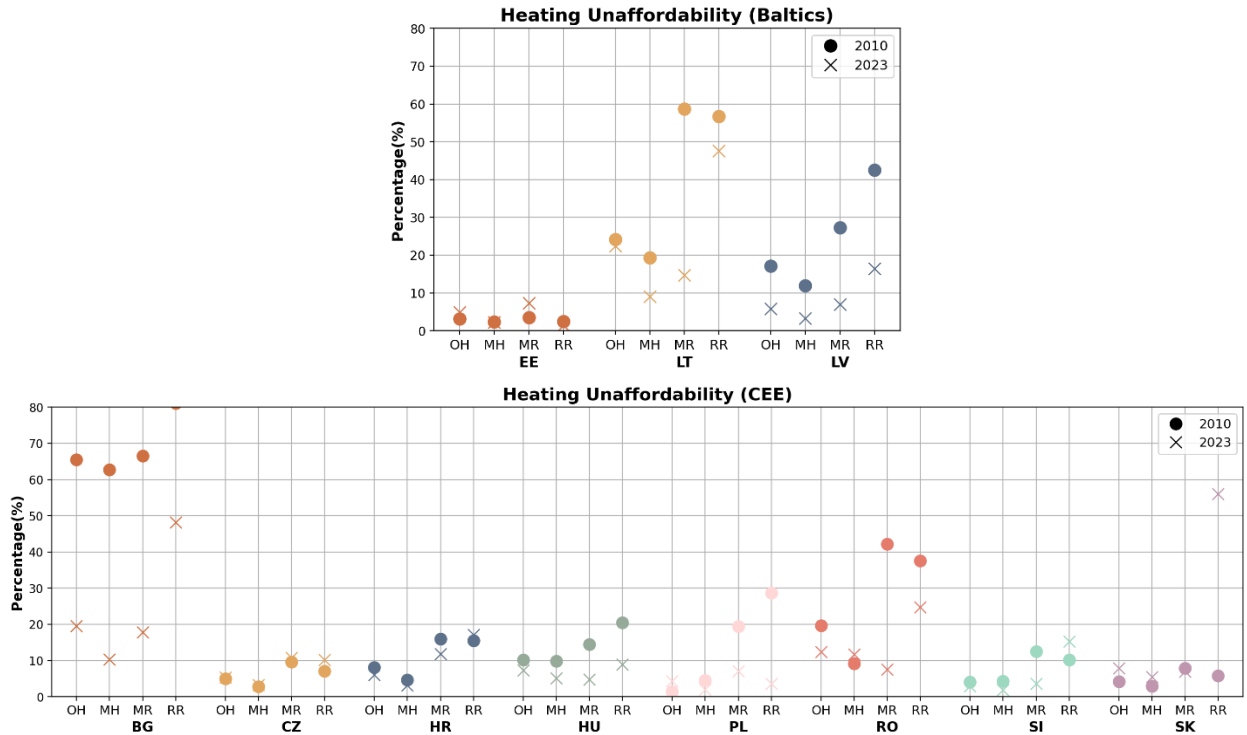 Heating Unaffordability (Baltics)
Percentage(%)
80
70
60
50
40
30
20
10
0
2010
2023
OH MH MR RR OH MH MR RR OH MH MR RR
EE LT LV
Heating Unaffordability (CEE)
Percentage(%)
80
70
60
50
40
30
20
10
0
2010
2023
OH MH MR RR OH MH MR RR OH MH MR RR OH MH MR RR OH MH MR RR OH MH MR RR OH MH MR RR OH MH MR RR
BG CZ HR HU PL RO SI SK